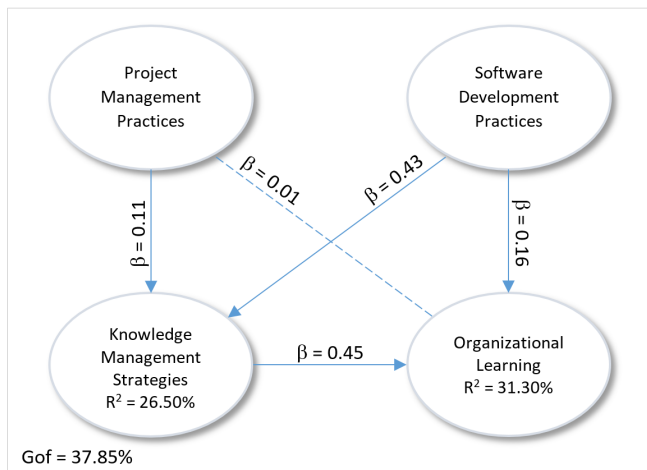 Project
Management
Practices
Software
Development
Practices
β = 0.11
β = 0.01
β = 0.43
β = 0.16
Knowledge
Management
Strategies
R² = 26.50%
β = 0.45
Organizational
Learning
R² = 31.30%
Gof = 37.85%